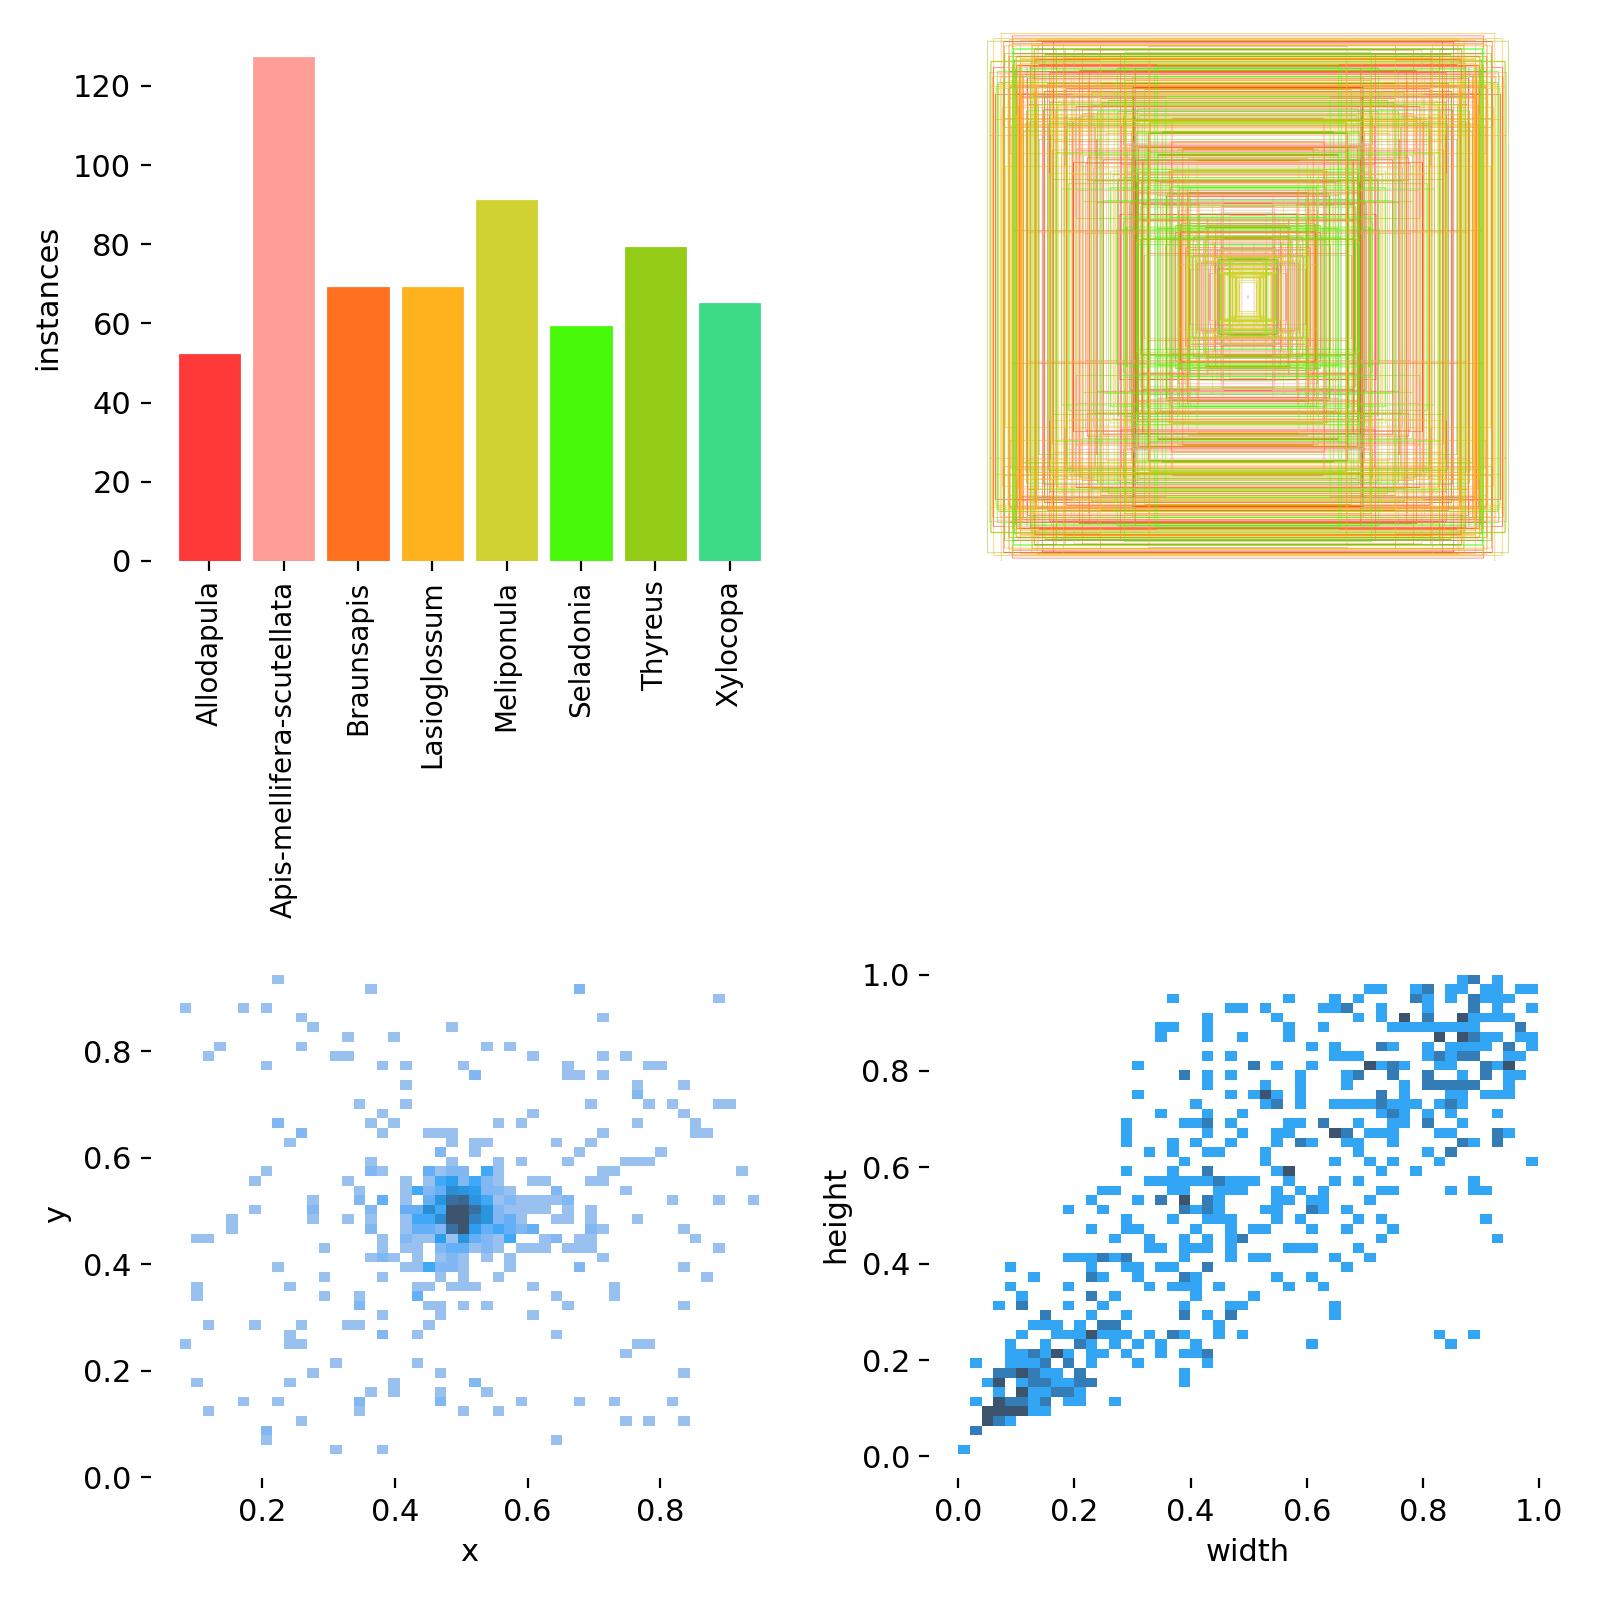 instances
120
100
80
60
40
20
0
Allodapula
Apis-mellifera-scutellata
Braunsapis
Lasioglossum
Meliponula
Seladonia
Thyreus
Xylocopa
y
0.8
0.6
0.4
0.2
0.0
0.2 0.4 0.6 0.8
x
height
1.0
0.8
0.6
0.4
0.2
0.0
0.0 0.2 0.4 0.6 0.8 1.0
width